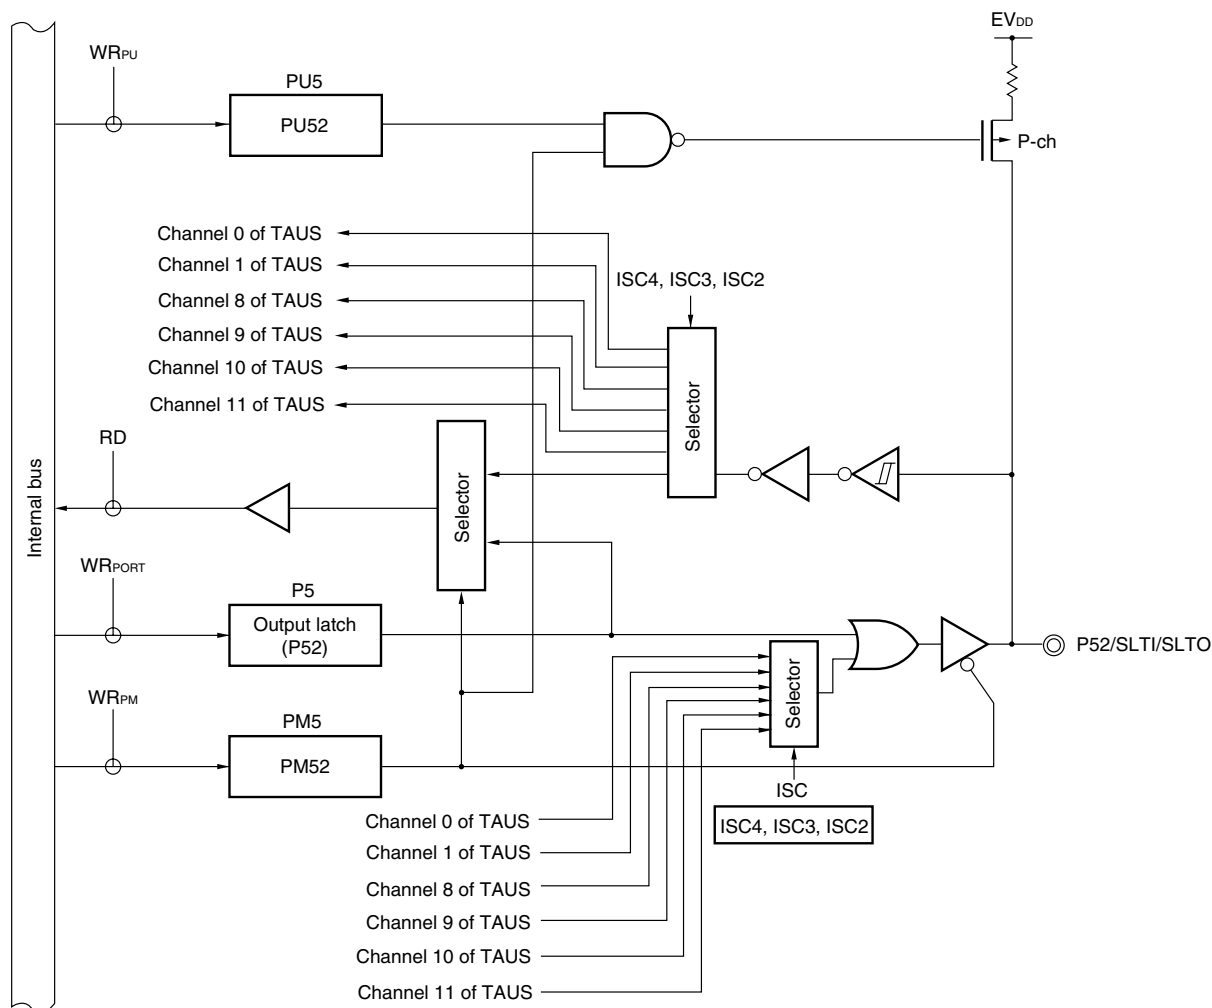 EVDD
WRPU
PU5
PU52
P-ch
Channel 0 of TAUS
Channel 1 of TAUS
ISC4, ISC3, ISC2
Channel 8 of TAUS
Channel 9 of TAUS
Channel 10 of TAUS
Channel 11 of TAUS
Selector
RD
Selector
Internal bus
WRPORT
P5
Output latch
(P52)
P52/SLTI/SLTO
Selector
WRPM
PM5
PM52
ISC
ISC4, ISC3, ISC2
Channel 0 of TAUS
Channel 1 of TAUS
Channel 8 of TAUS
Channel 9 of TAUS
Channel 10 of TAUS
Channel 11 of TAUS